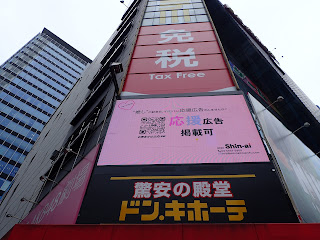 免税
Tax Free
応援広告
掲載可
Shin-ai
驚安の殿堂
ドン.キホーテ